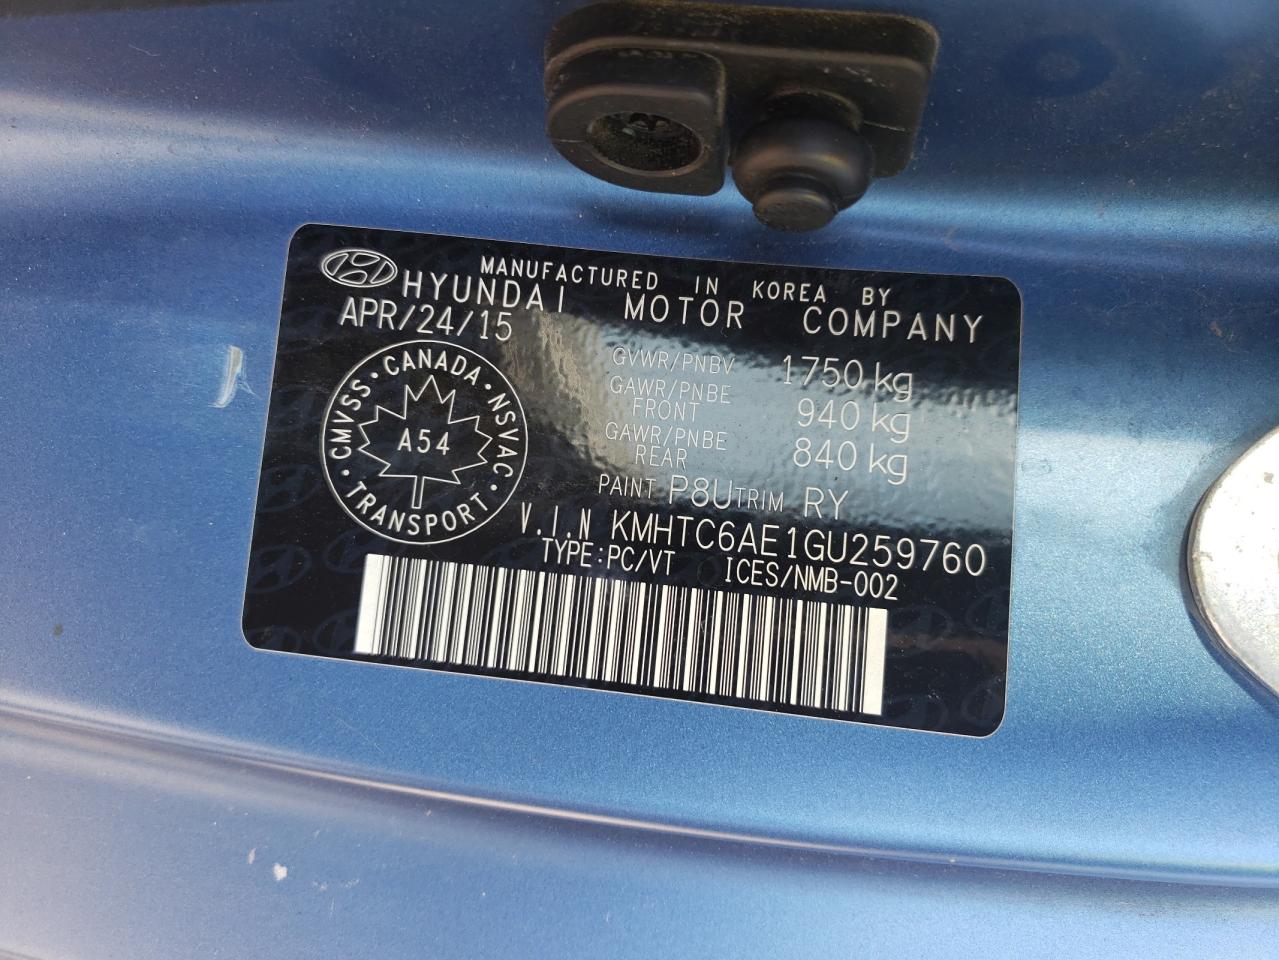 MANUFACTURED IN KOREA BY
HYUNDAI MOTOR COMPANY
APR/24/15
GVWR/PNBV 1750 kg
GAWR/PNBE FRONT 940 kg
GAWR/PNBE REAR 840 kg
CANADA · NSVAC · TRANSPORT · CMVSS ·
A54
PAINT P8U TRIM RY
V.I.N KMHTC6AE1GU259760
TYPE:PC/VT ICES/NMB-002